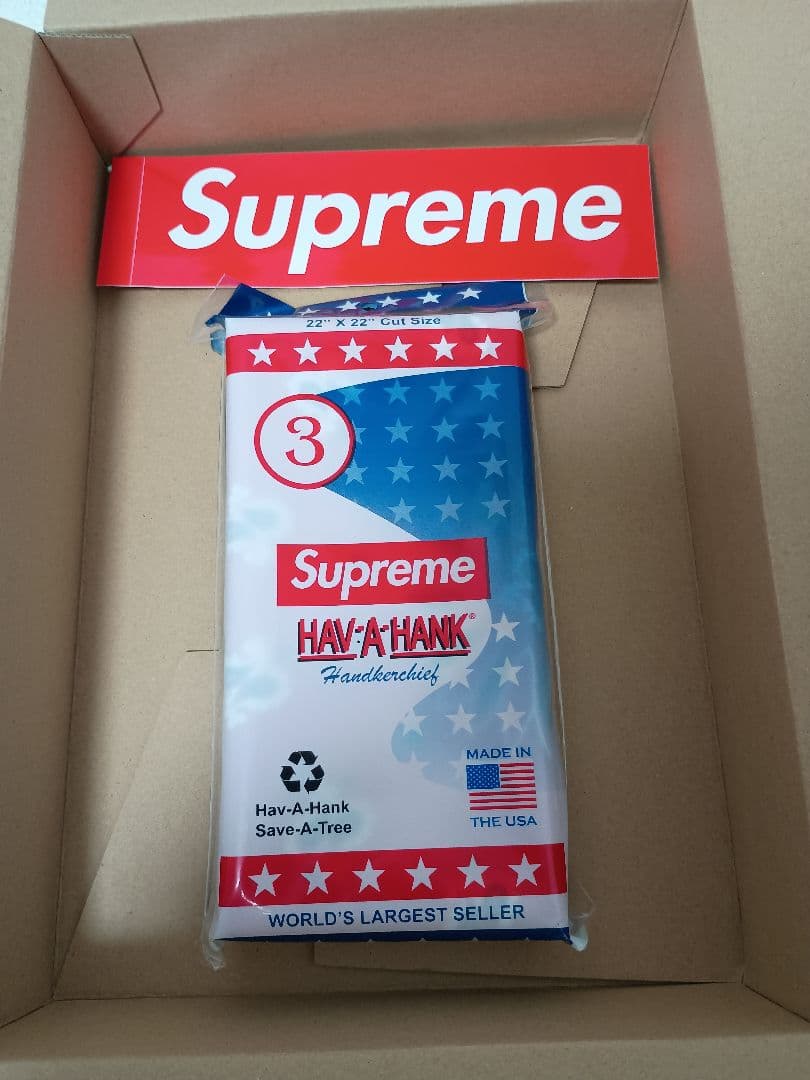 Supreme
22" X 22" Cut Size
3
Supreme
HAV-A-HANK®
Handkerchief
MADE IN
Hav-A-Hank
Save-A-Tree
THE USA
WORLD'S LARGEST SELLER